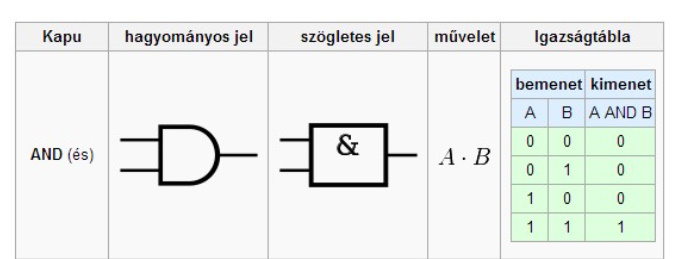 Kapu hagyományos jel szögletes jel művelet Igazságtábla
AND (és)
&
A · B
bemenet kimenet
A B A AND B
0 0 0
0 1 0
1 0 0
1 1 1